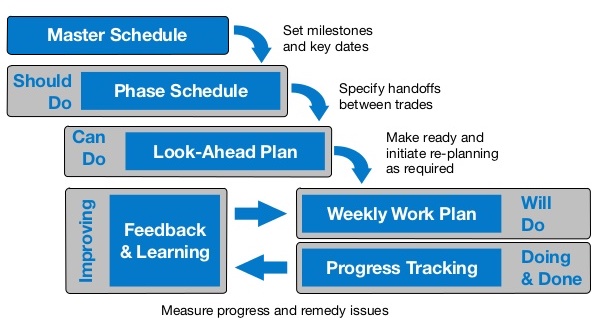 Master Schedule
Set milestones
and key dates
Should
Do
Phase Schedule
Specify handoffs
between trades
Can
Do
Look-Ahead Plan
Make ready and
initiate re-planning
as required
Improving
Feedback
& Learning
Weekly Work Plan
Will
Do
Progress Tracking
Doing
& Done
Measure progress and remedy issues